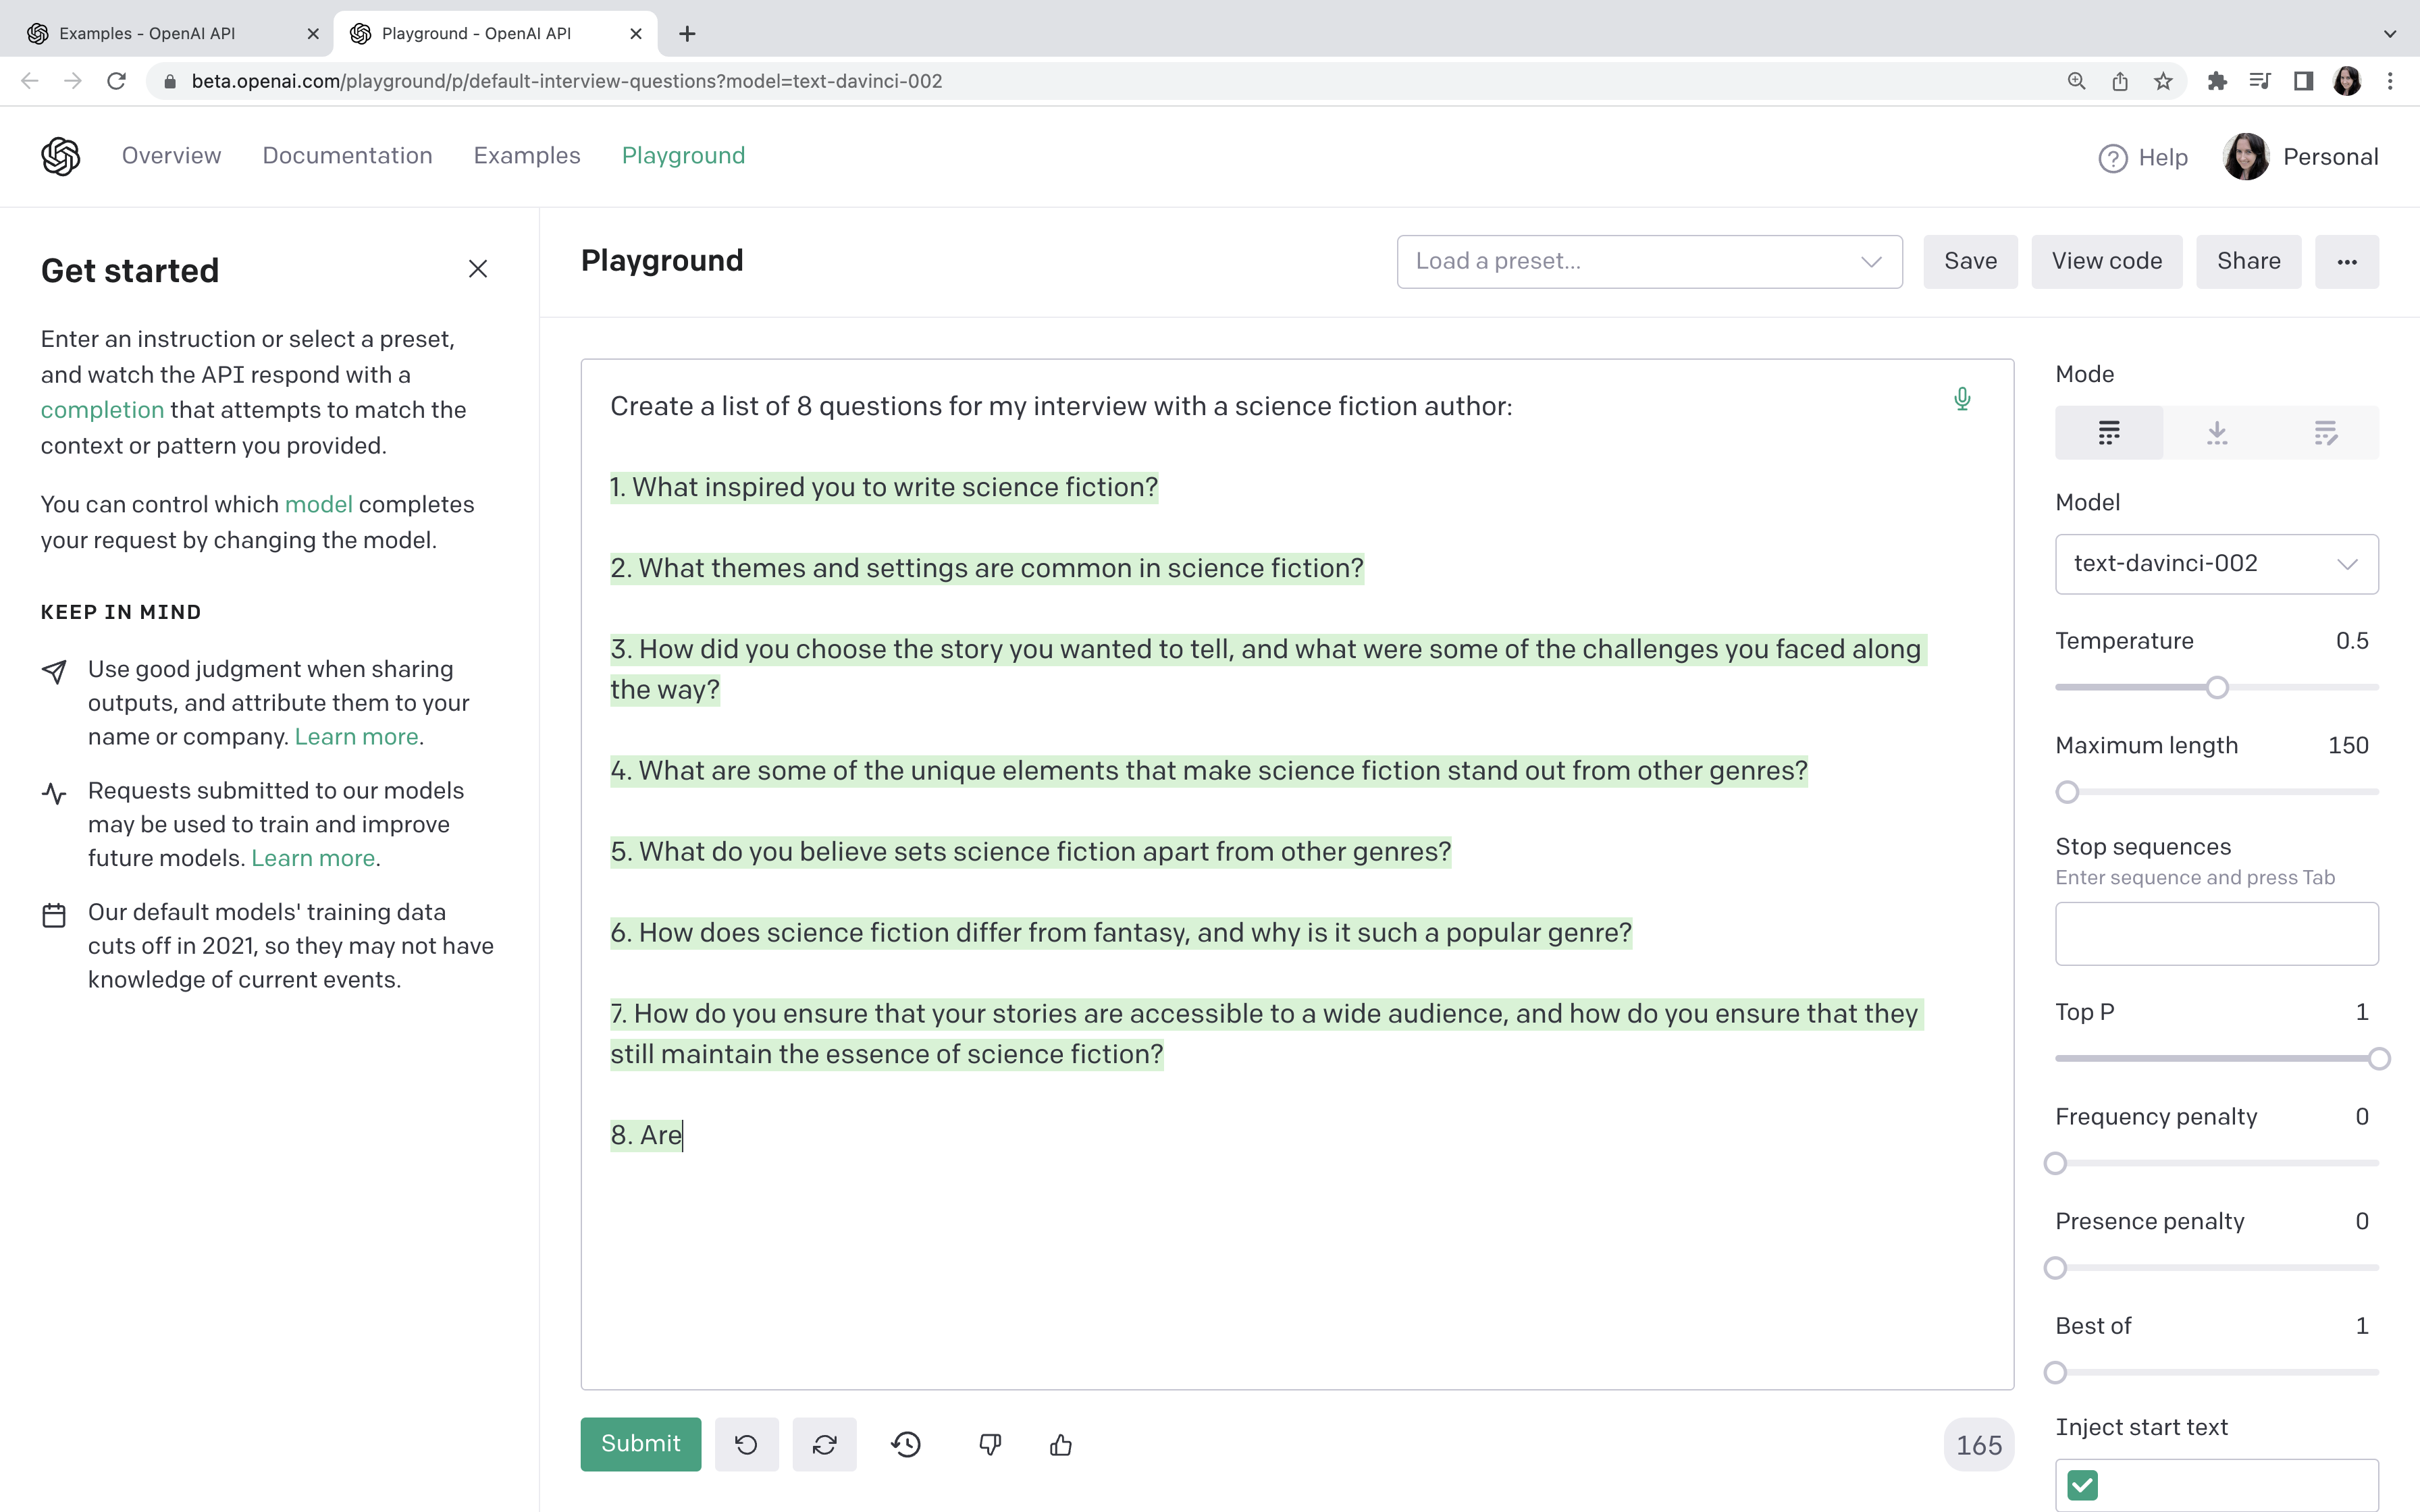 Examples - OpenAI API
Playground - OpenAI API
beta.openai.com/playground/p/default-interview-questions?model=text-davinci-002
Overview
Documentation
Examples
Playground
Help
Personal
Get started
Enter an instruction or select a preset,
and watch the API respond with a
completion that attempts to match the
context or pattern you provided.
You can control which model completes
your request by changing the model.
KEEP IN MIND
Use good judgment when sharing
outputs, and attribute them to your
name or company. Learn more.
Requests submitted to our models
may be used to train and improve
future models. Learn more.
Our default models' training data
cuts off in 2021, so they may not have
knowledge of current events.
Playground
Load a preset...
Save
View code
Share
Create a list of 8 questions for my interview with a science fiction author:
1. What inspired you to write science fiction?
2. What themes and settings are common in science fiction?
3. How did you choose the story you wanted to tell, and what were some of the challenges you faced along
the way?
4. What are some of the unique elements that make science fiction stand out from other genres?
5. What do you believe sets science fiction apart from other genres?
6. How does science fiction differ from fantasy, and why is it such a popular genre?
7. How do you ensure that your stories are accessible to a wide audience, and how do you ensure that they
still maintain the essence of science fiction?
8. Are
Submit
165
Mode
Model
text-davinci-002
Temperature 0.5
Maximum length 150
Stop sequences
Enter sequence and press Tab
Top P 1
Frequency penalty 0
Presence penalty 0
Best of 1
Inject start text